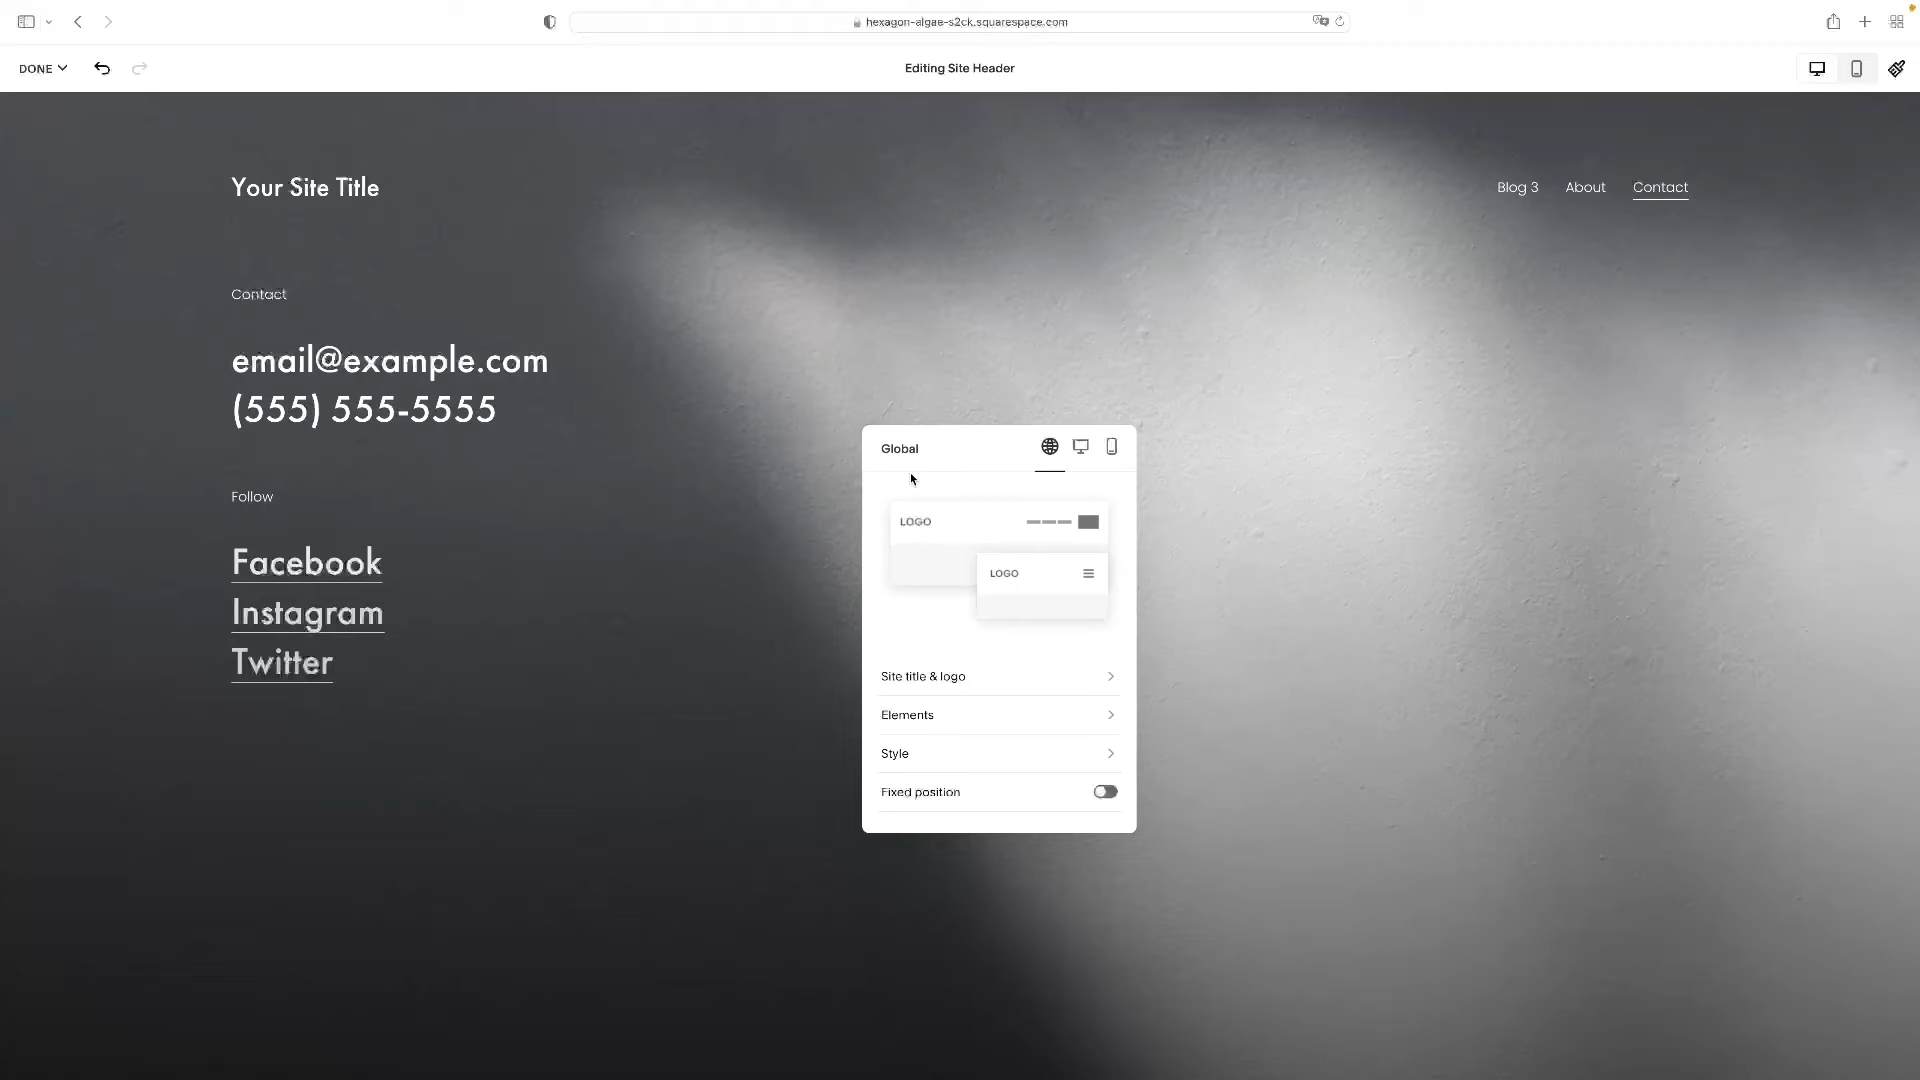 hexagon-algae-s2ck.squarespace.com
DONE
Editing Site Header
Your Site Title
Blog 3 About Contact
Contact
email@example.com
(555) 555-5555
Follow
Facebook
Instagram
Twitter
Global
LOGO
LOGO
Site title & logo
Elements
Style
Fixed position